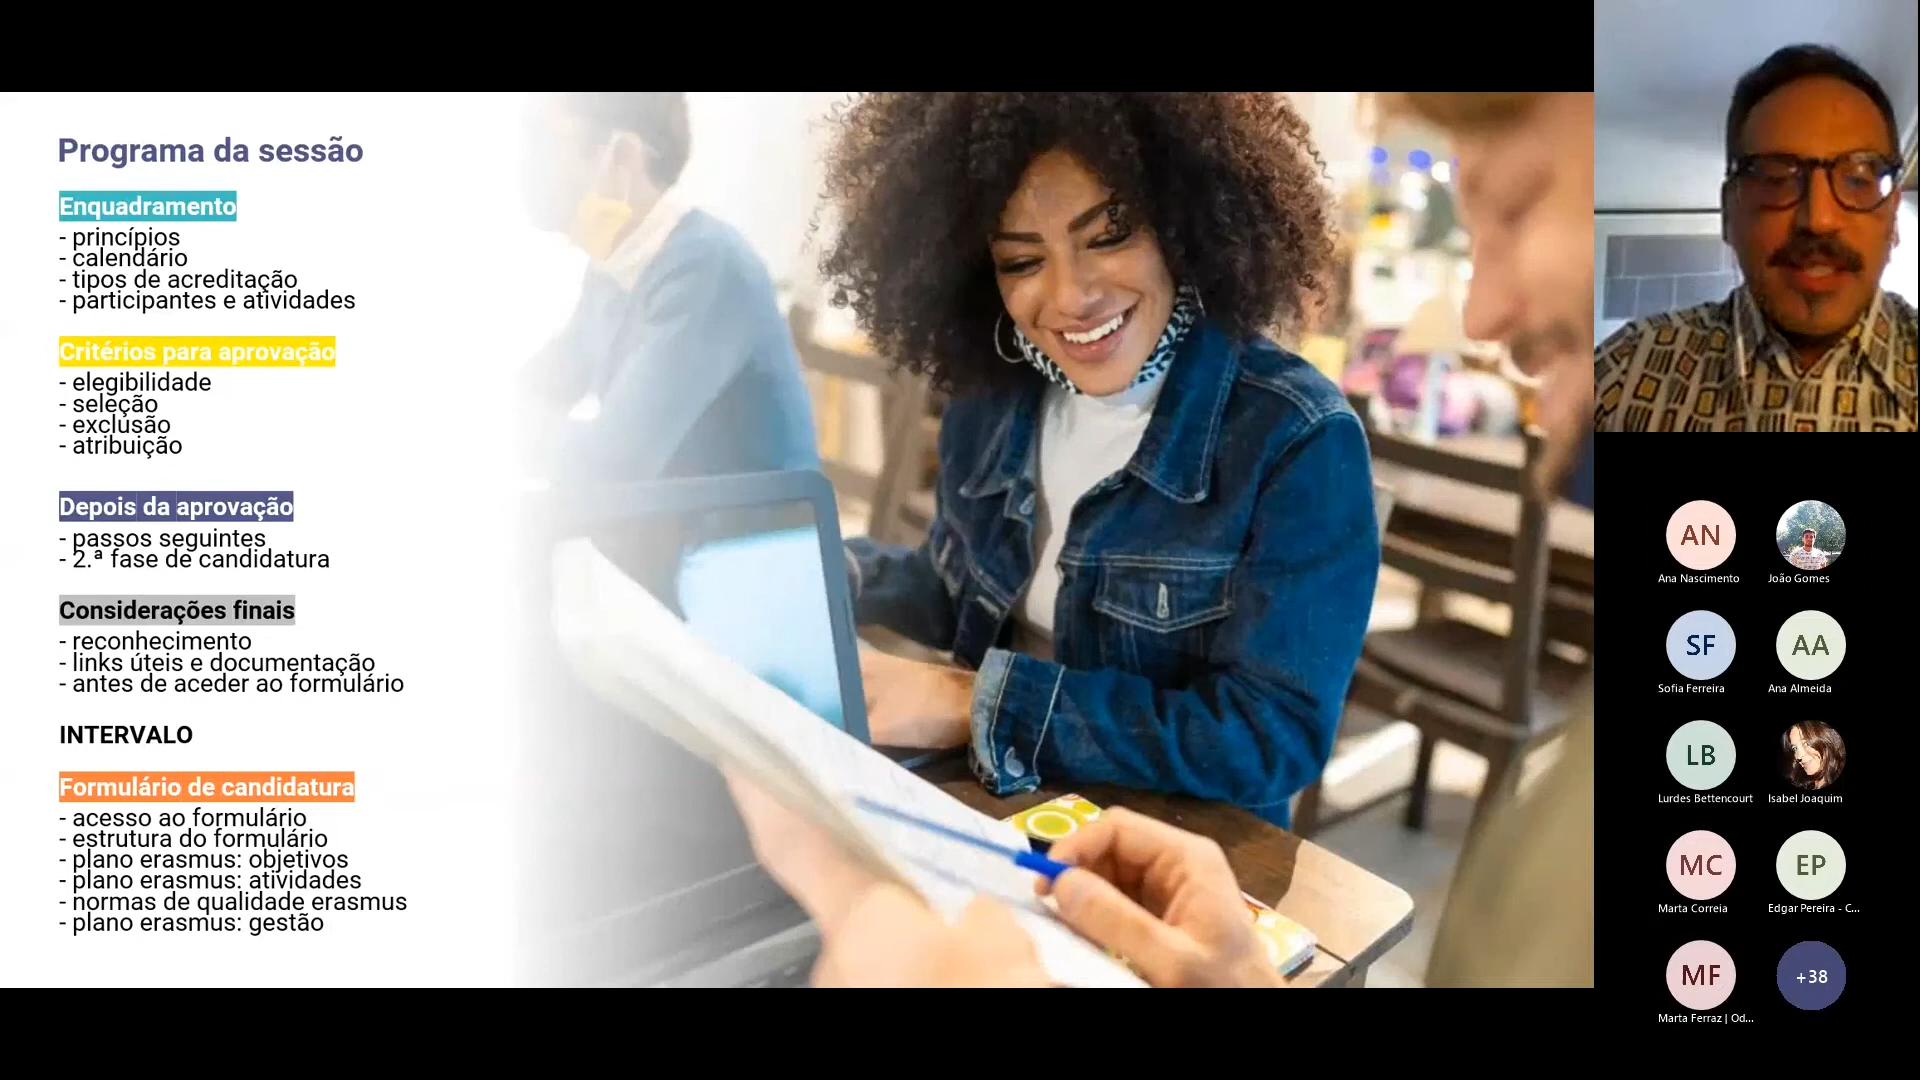 Programa da sessão
Enquadramento
- princípios
- calendário
- tipos de acreditação
- participantes e atividades
Critérios para aprovação
- elegibilidade
- seleção
- exclusão
- atribuição
Depois da aprovação
- passos seguintes
- 2.ª fase de candidatura
Considerações finais
- reconhecimento
- links úteis e documentação
- antes de aceder ao formulário
INTERVALO
Formulário de candidatura
- acesso ao formulário
- estrutura do formulário
- plano erasmus: objetivos
- plano erasmus: atividades
- normas de qualidade erasmus
- plano erasmus: gestão
AN
Ana Nascimento
João Gomes
SF
Sofia Ferreira
AA
Ana Almeida
LB
Lurdes Bettencourt
Isabel Joaquim
MC
Marta Correia
EP
Edgar Pereira - C...
MF
Marta Ferraz | Od...
+38